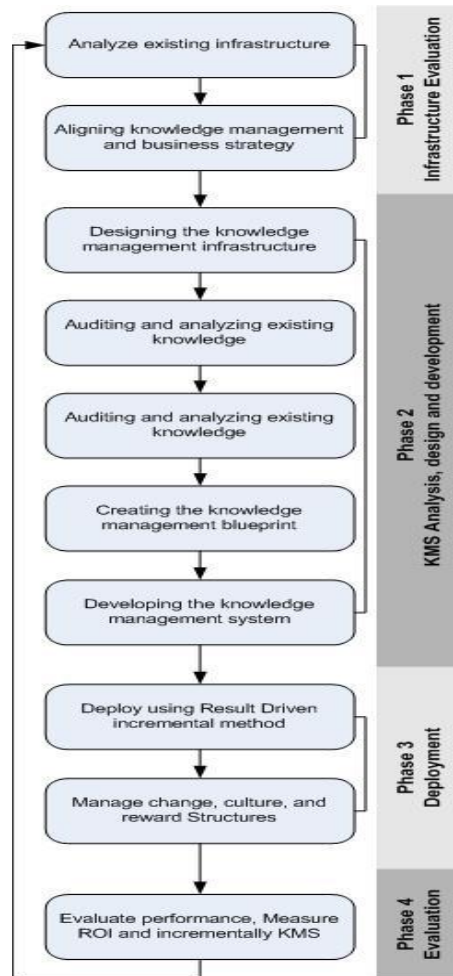 Analyze existing infrastructure
Aligning knowledge management
and business strategy
Phase 1
Infrastructure Evaluation
Designing the knowledge
management infrastructure
Auditing and analyzing existing
knowledge
Auditing and analyzing existing
knowledge
Creating the knowledge
management blueprint
Developing the knowledge
management system
Phase 2
KMS Analysis, design and development
Deploy using Result Driven
incremental method
Manage change, culture, and
reward Structures
Phase 3
Deployment
Evaluate performance, Measure
ROI and incrementally KMS
Phase 4
Evaluation